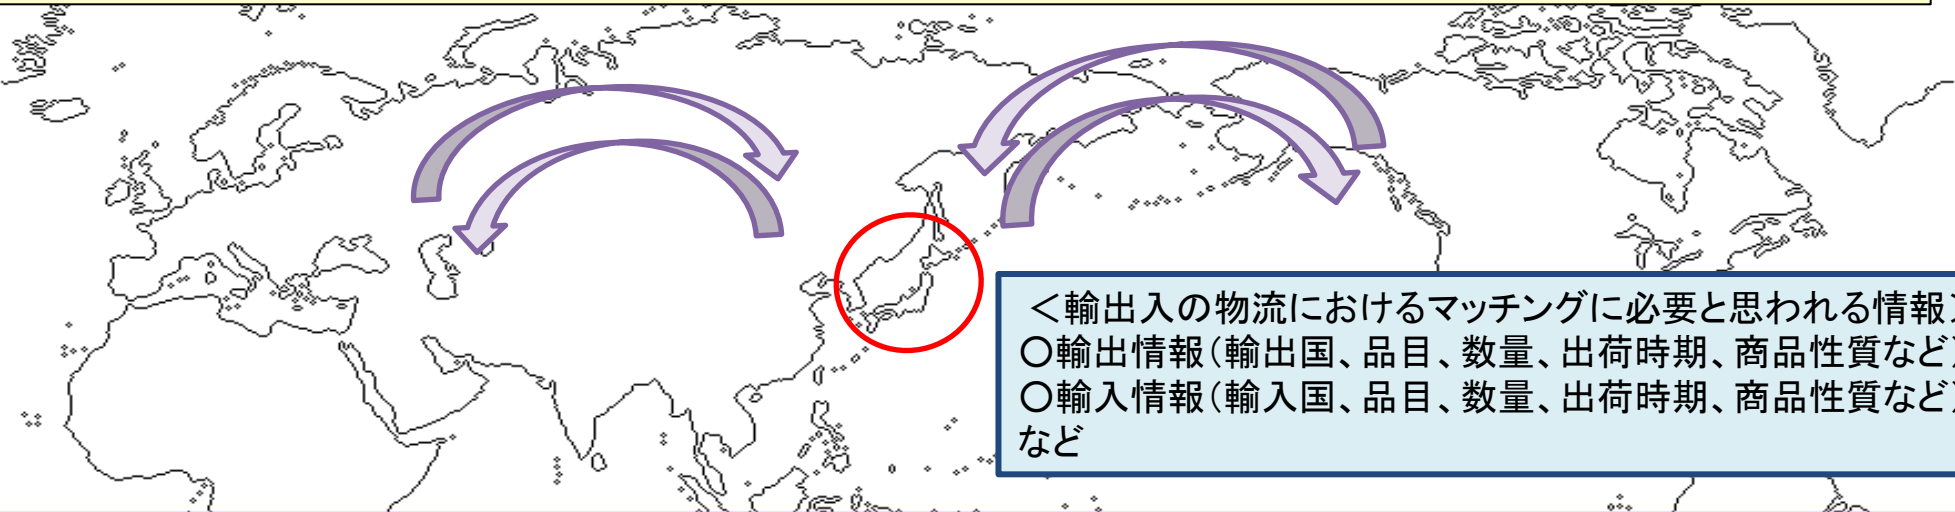 ＜輸出入の物流におけるマッチングに必要と思われる情報＞
○輸出情報（輸出国、品目、数量、出荷時期、商品性質など）
○輸入情報（輸入国、品目、数量、出荷時期、商品性質など）
など